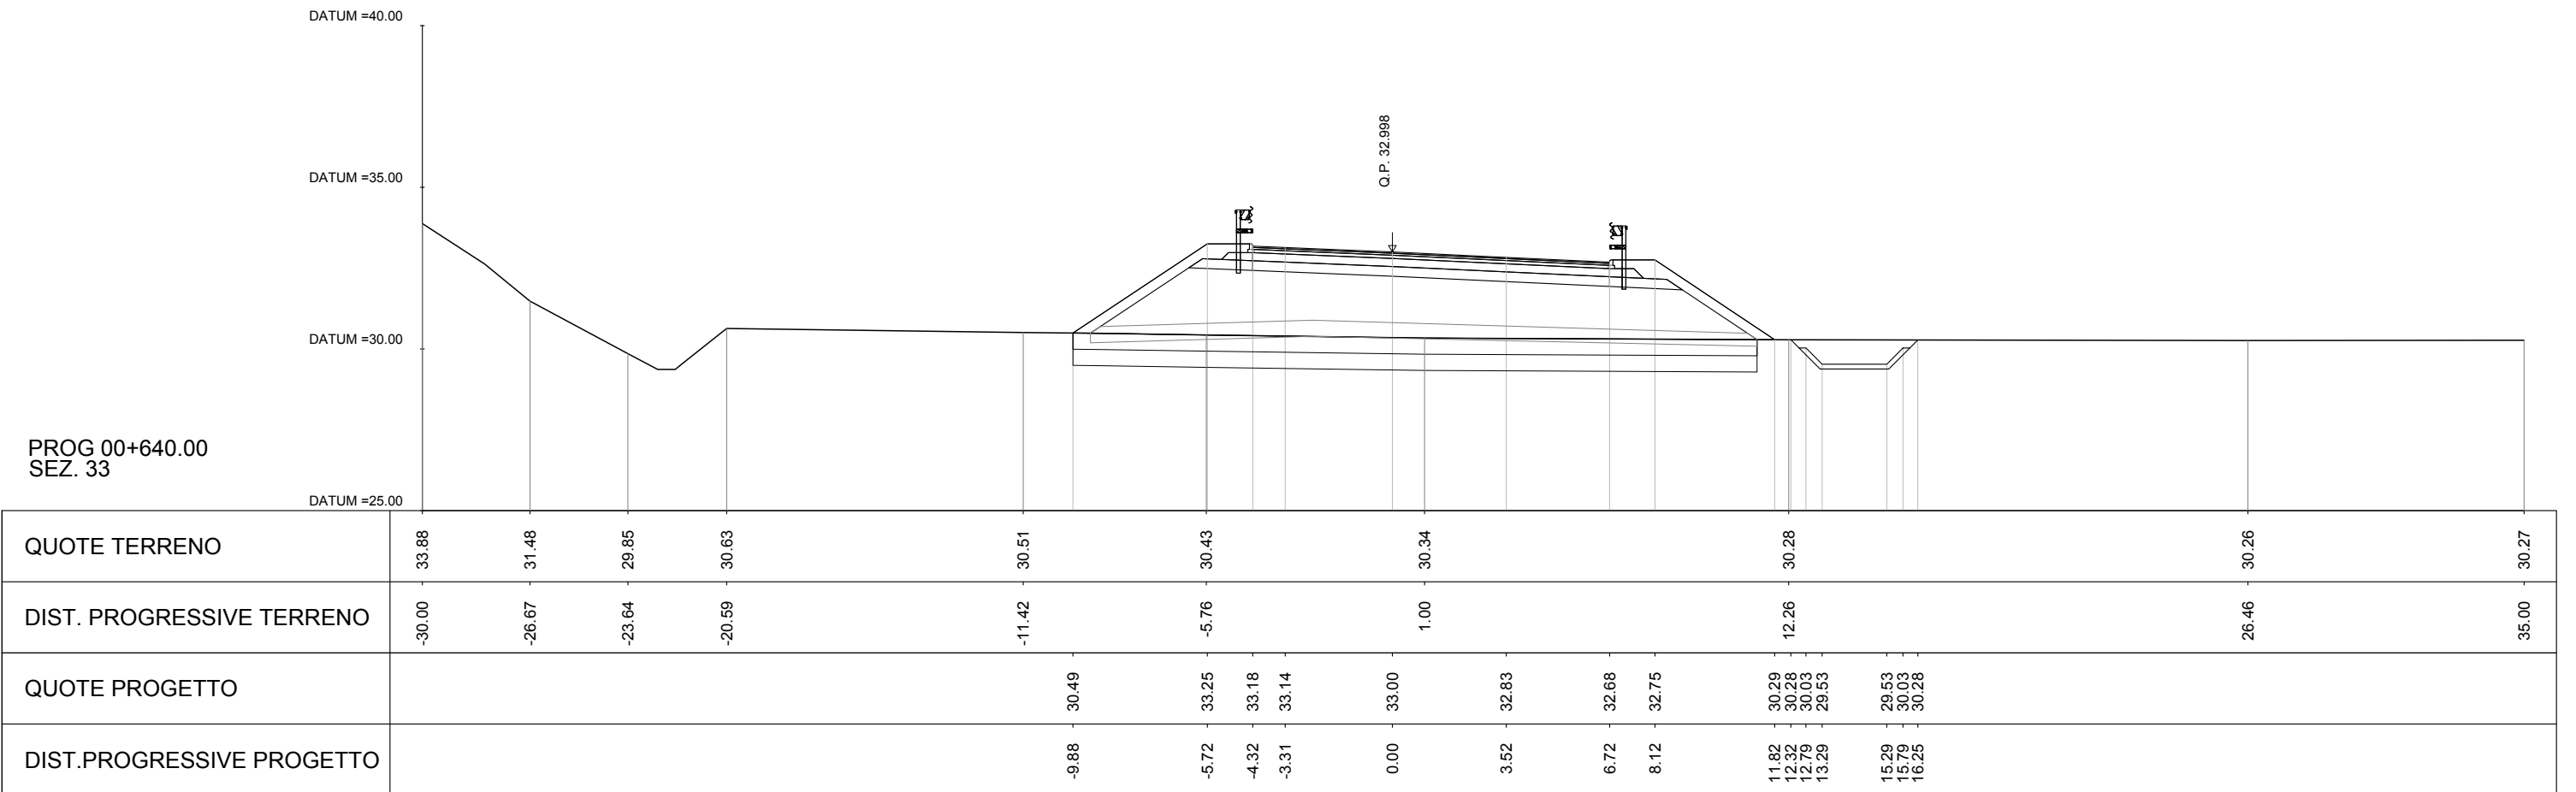 DATUM =40.00
Q.P. 32.998
DATUM =35.00
DATUM =30.00
PROG 00+640.00
SEZ. 33
DATUM =25.00
QUOTE TERRENO 33.88 31.48 29.85 30.63 30.51 30.43 30.34 30.28 30.26 30.27
DIST. PROGRESSIVE TERRENO -30.00 -26.67 -23.64 -20.59 -11.42 -5.76 1.00 12.26 26.46 35.00
QUOTE PROGETTO 30.49 33.25 33.18 33.14 33.00 32.83 32.68 32.75 30.29 30.28 30.03 29.53 29.53 30.03 30.28
DIST.PROGRESSIVE PROGETTO -9.88 -5.72 -4.32 -3.31 0.00 3.52 6.72 8.12 11.82 12.32 12.79 13.29 15.29 15.79 16.25